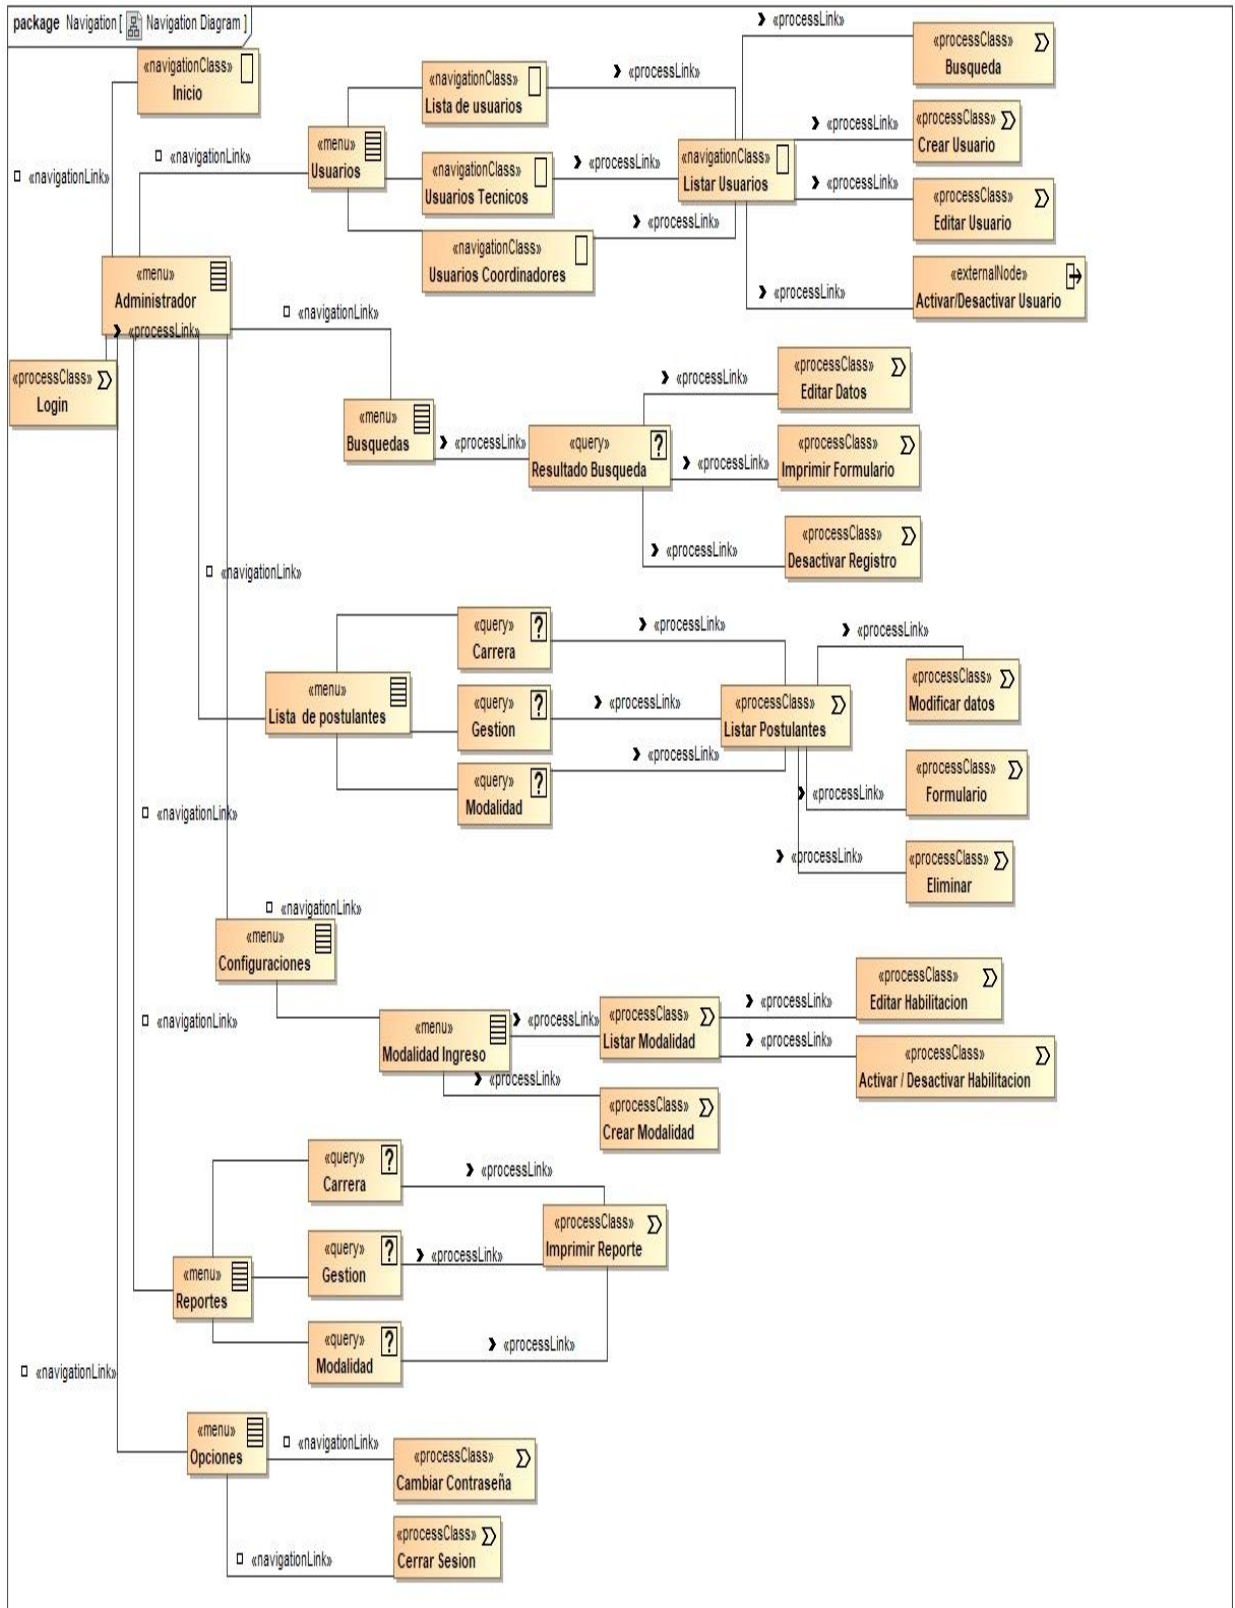 package Navigation [ Navigation Diagram ]
«navigationClass»
Inicio
«navigationLink»
«navigationLink»
«menu»
Usuarios
«navigationClass»
Lista de usuarios
«processLink»
«navigationClass»
Usuarios Tecnicos
«processLink»
«navigationClass»
Usuarios Coordinadores
«processLink»
«navigationClass»
Listar Usuarios
«processLink»
«processClass»
Busqueda
«processLink»
«processClass»
Crear Usuario
«processLink»
«processClass»
Editar Usuario
«processLink»
«externalNode»
Activar/Desactivar Usuario
«menu»
Administrador
«processLink»
«processClass»
Login
«navigationLink»
«menu»
Busquedas
«processLink»
«query»
Resultado Busqueda
«processLink»
«processClass»
Editar Datos
«processLink»
«processClass»
Imprimir Formulario
«processLink»
«processClass»
Desactivar Registro
«navigationLink»
«menu»
Lista de postulantes
«query»
Carrera
«processLink»
«query»
Gestion
«processLink»
«query»
Modalidad
«processLink»
«processClass»
Listar Postulantes
«processLink»
«processClass»
Modificar datos
«processLink»
«processClass»
Formulario
«processLink»
«processClass»
Eliminar
«navigationLink»
«navigationLink»
«menu»
Configuraciones
«navigationLink»
«menu»
Modalidad Ingreso
«processLink»
«processClass»
Listar Modalidad
«processLink»
«processClass»
Editar Habilitacion
«processLink»
«processClass»
Activar / Desactivar Habilitacion
«processLink»
«processClass»
Crear Modalidad
«menu»
Reportes
«query»
Carrera
«processLink»
«query»
Gestion
«processLink»
«query»
Modalidad
«processLink»
«processClass»
Imprimir Reporte
«navigationLink»
«menu»
Opciones
«navigationLink»
«processClass»
Cambiar Contraseña
«navigationLink»
«processClass»
Cerrar Sesion